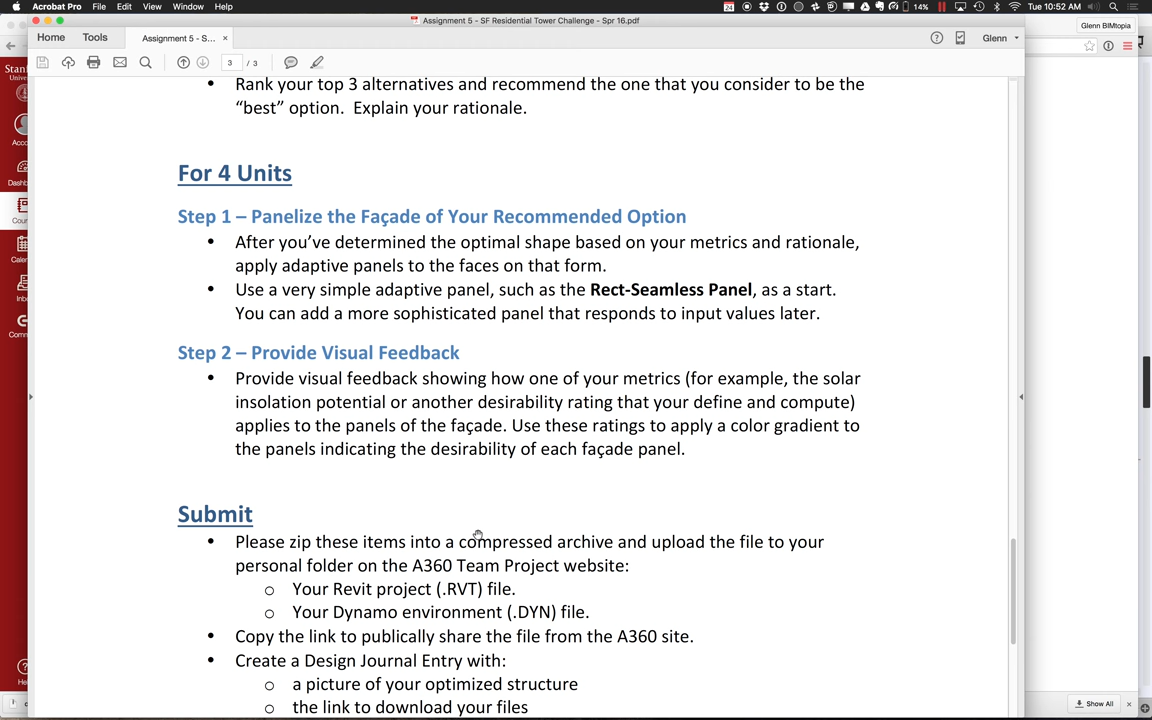 Acrobat Pro File Edit View Window Help
14% Tue 10:52 AM
Assignment 5 - SF Residential Tower Challenge - Spr 16.pdf
Glenn BIMtopia
Home Tools Assignment 5 - S... × Glenn
3 / 3
• Rank your top 3 alternatives and recommend the one that you consider to be the
“best” option. Explain your rationale.
For 4 Units
Step 1 – Panelize the Façade of Your Recommended Option
• After you’ve determined the optimal shape based on your metrics and rationale,
apply adaptive panels to the faces on that form.
• Use a very simple adaptive panel, such as the Rect-Seamless Panel, as a start.
You can add a more sophisticated panel that responds to input values later.
Step 2 – Provide Visual Feedback
• Provide visual feedback showing how one of your metrics (for example, the solar
insolation potential or another desirability rating that your define and compute)
applies to the panels of the façade. Use these ratings to apply a color gradient to
the panels indicating the desirability of each façade panel.
Submit
• Please zip these items into a compressed archive and upload the file to your
personal folder on the A360 Team Project website:
o Your Revit project (.RVT) file.
o Your Dynamo environment (.DYN) file.
• Copy the link to publically share the file from the A360 site.
• Create a Design Journal Entry with:
o a picture of your optimized structure
o the link to download your files
Show All